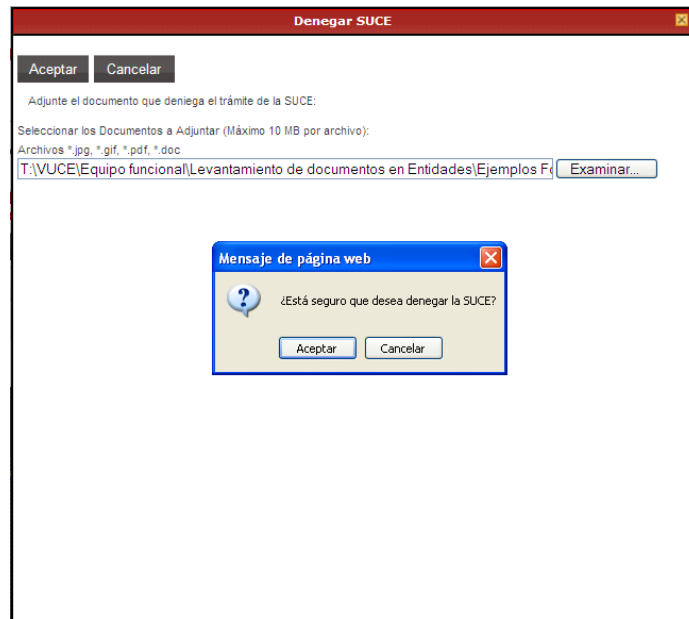 Denegar SUCE
Aceptar Cancelar
Adjunte el documento que deniega el trámite de la SUCE:
Seleccionar los Documentos a Adjuntar (Máximo 10 MB por archivo):
Archivos *.jpg, *.gif, *.pdf, *.doc
T:\VUCE\Equipo funcional\Levantamiento de documentos en Entidades\Ejemplos Examinar...
Mensaje de página web
¿Está seguro que desea denegar la SUCE?
Aceptar Cancelar